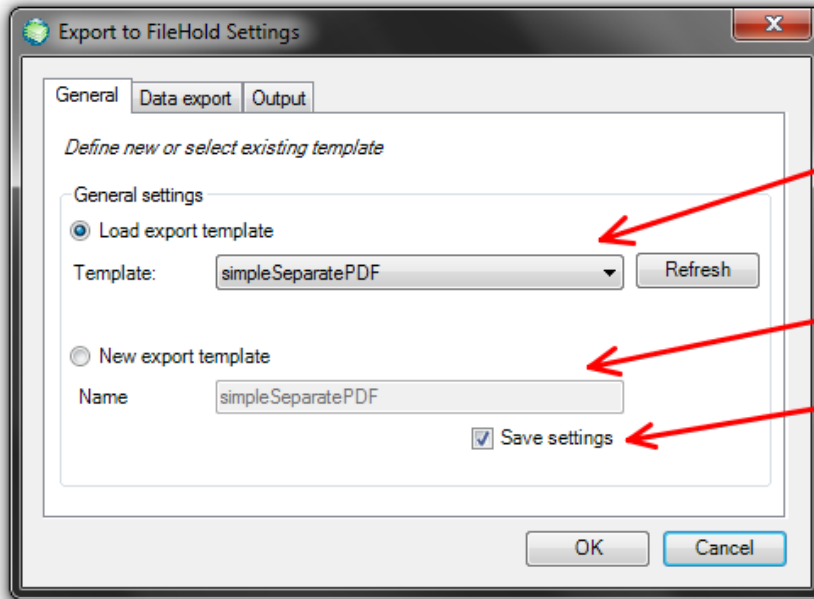 Export to FileHold Settings
General Data export Output
Define new or select existing template
General settings
Load export template
Template: simpleSeparatePDF Refresh
New export template
Name simpleSeparatePDF
Save settings
OK Cancel